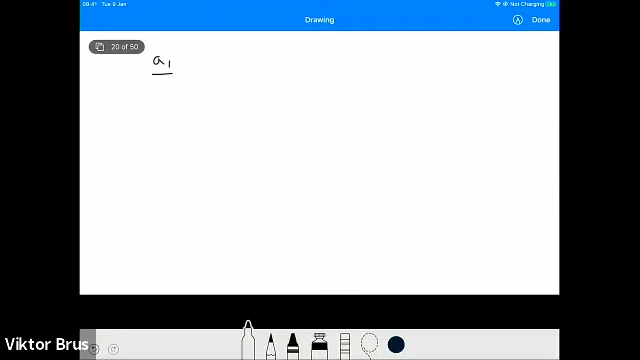 09:41 Tue 9 Jan
Not Charging
Drawing
Done
20 of 50
a₁
Viktor Brus